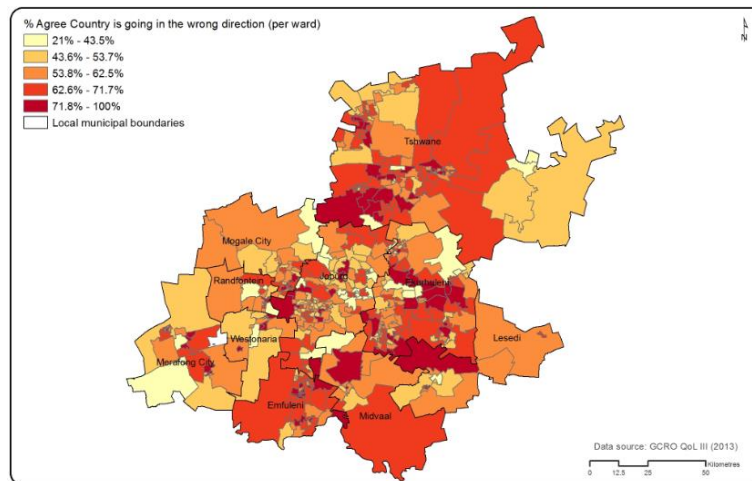 % Agree Country is going in the wrong direction (per ward)
21% - 43.5%
43.6% - 53.7%
53.8% - 62.5%
62.6% - 71.7%
71.8% - 100%
Local municipal boundaries
N
Tshwane
Mogale City
Randfontein
Joburg
Ekurhuleni
Westonaria
Lesedi
Merafong City
Emfuleni
Midvaal
Data source: GCRO QoL III (2013)
Kilometres
0 12.5 25 50